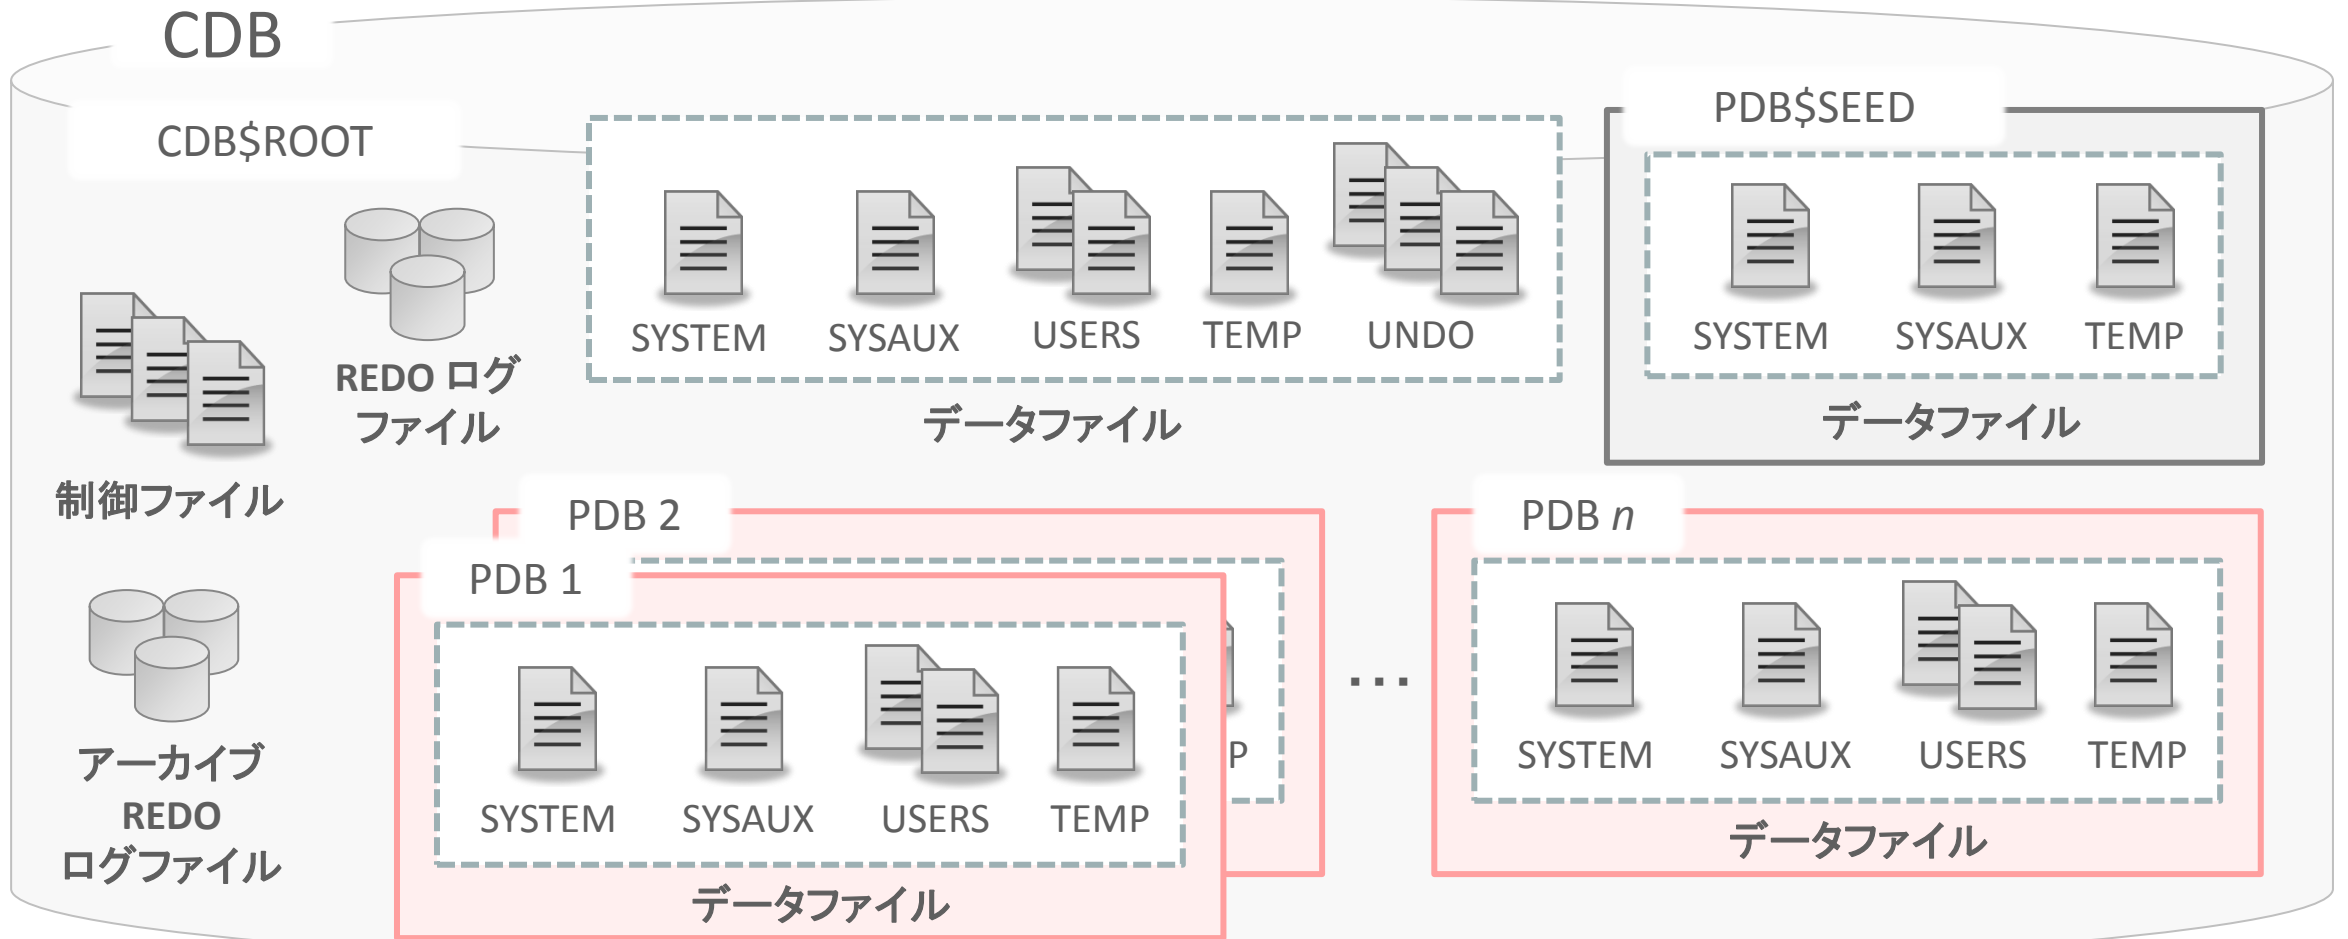 CDB
CDB$ROOT
PDB$SEED
SYSTEM SYSAUX USERS TEMP UNDO
データファイル
SYSTEM SYSAUX TEMP
データファイル
REDO ログ
ファイル
制御ファイル
アーカイブ
REDO
ログファイル
PDB 2
P
PDB 1
SYSTEM SYSAUX USERS TEMP
データファイル
...
PDB n
SYSTEM SYSAUX USERS TEMP
データファイル